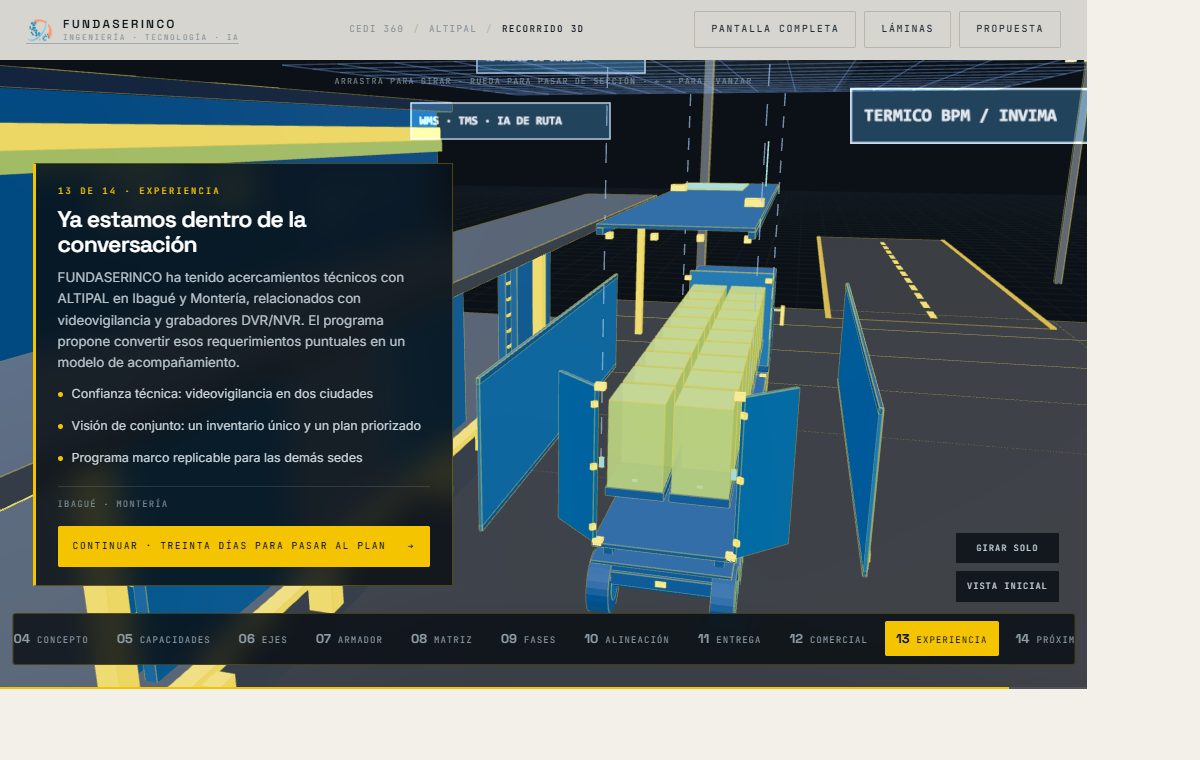 FUNDASERINCO
INGENIERÍA · TECNOLOGÍA · IA
CEDI 360 / ALTIPAL / RECORRIDO 3D
PANTALLA COMPLETA
LÁMINAS
PROPUESTA
ARRASTRA PARA GIRAR · RUEDA PARA PASAR DE SECCIÓN · ← → PARA AVANZAR
WMS · TMS · IA DE RUTA
TERMICO BPM / INVIMA
13 DE 14 · EXPERIENCIA
Ya estamos dentro de la
conversación
FUNDASERINCO ha tenido acercamientos técnicos con
ALTIPAL en Ibagué y Montería, relacionados con
videovigilancia y grabadores DVR/NVR. El programa
propone convertir esos requerimientos puntuales en un
modelo de acompañamiento.
Confianza técnica: videovigilancia en dos ciudades
Visión de conjunto: un inventario único y un plan priorizado
Programa marco replicable para las demás sedes
IBAGUÉ · MONTERÍA
CONTINUAR · TREINTA DÍAS PARA PASAR AL PLAN →
GIRAR SOLO
VISTA INICIAL
04 CONCEPTO 05 CAPACIDADES 06 EJES 07 ARMADOR 08 MATRIZ 09 FASES 10 ALINEACIÓN 11 ENTREGA 12 COMERCIAL 13 EXPERIENCIA 14 PRÓXIM